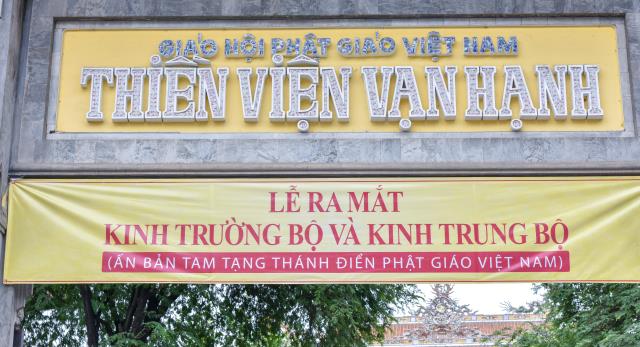 GIÁO HỘI PHẬT GIÁO VIỆT NAM
THIỀN VIỆN VẠN HẠNH
LỄ RA MẮT
KINH TRƯỜNG BỘ VÀ KINH TRUNG BỘ
(ẤN BẢN TAM TẠNG THÁNH ĐIỂN PHẬT GIÁO VIỆT NAM)